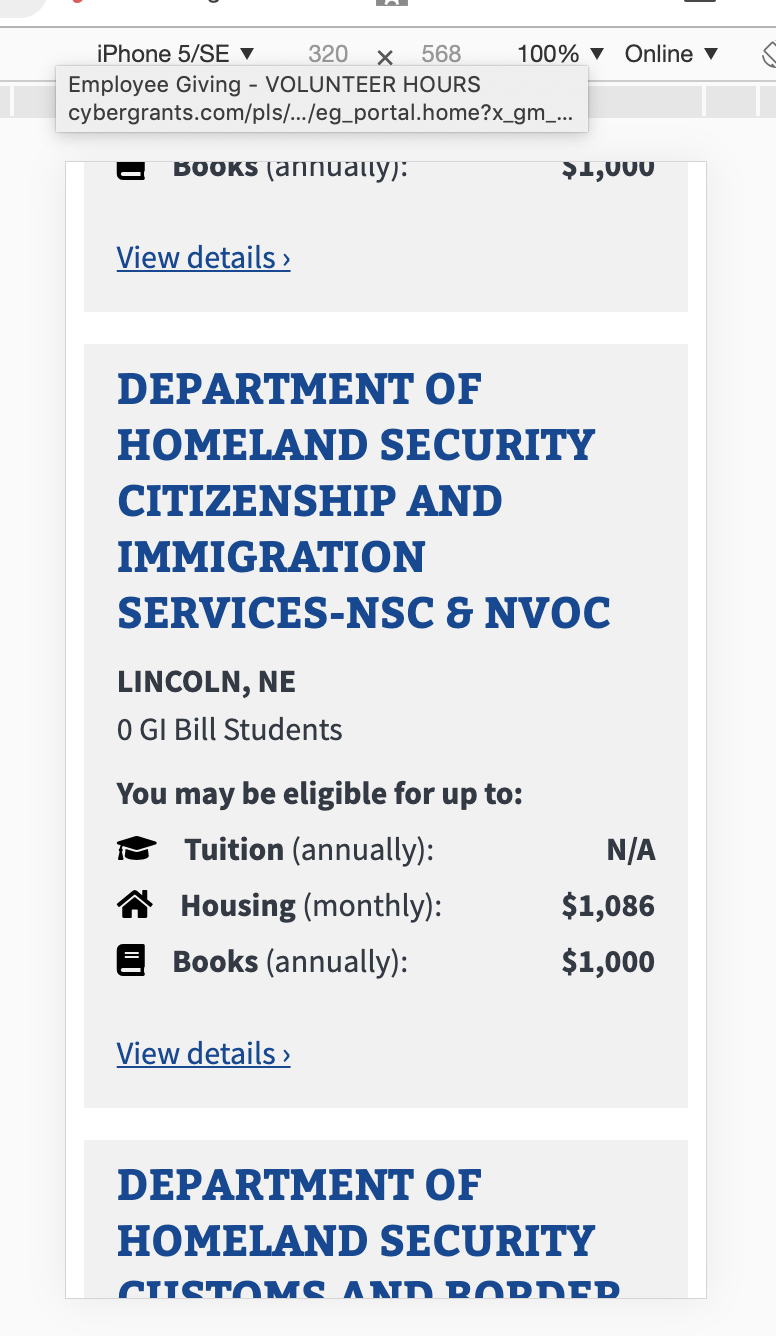 iPhone 5/SE ▼ 320 × 568 100% ▼ Online ▼
Employee Giving - VOLUNTEER HOURS
cybergrants.com/pls/.../eg_portal.home?x_gm_...
Books (annually): $1,000
View details ›
DEPARTMENT OF
HOMELAND SECURITY
CITIZENSHIP AND
IMMIGRATION
SERVICES-NSC & NVOC
LINCOLN, NE
0 GI Bill Students
You may be eligible for up to:
Tuition (annually): N/A
Housing (monthly): $1,086
Books (annually): $1,000
View details ›
DEPARTMENT OF
HOMELAND SECURITY
CUSTOMS AND BORDER